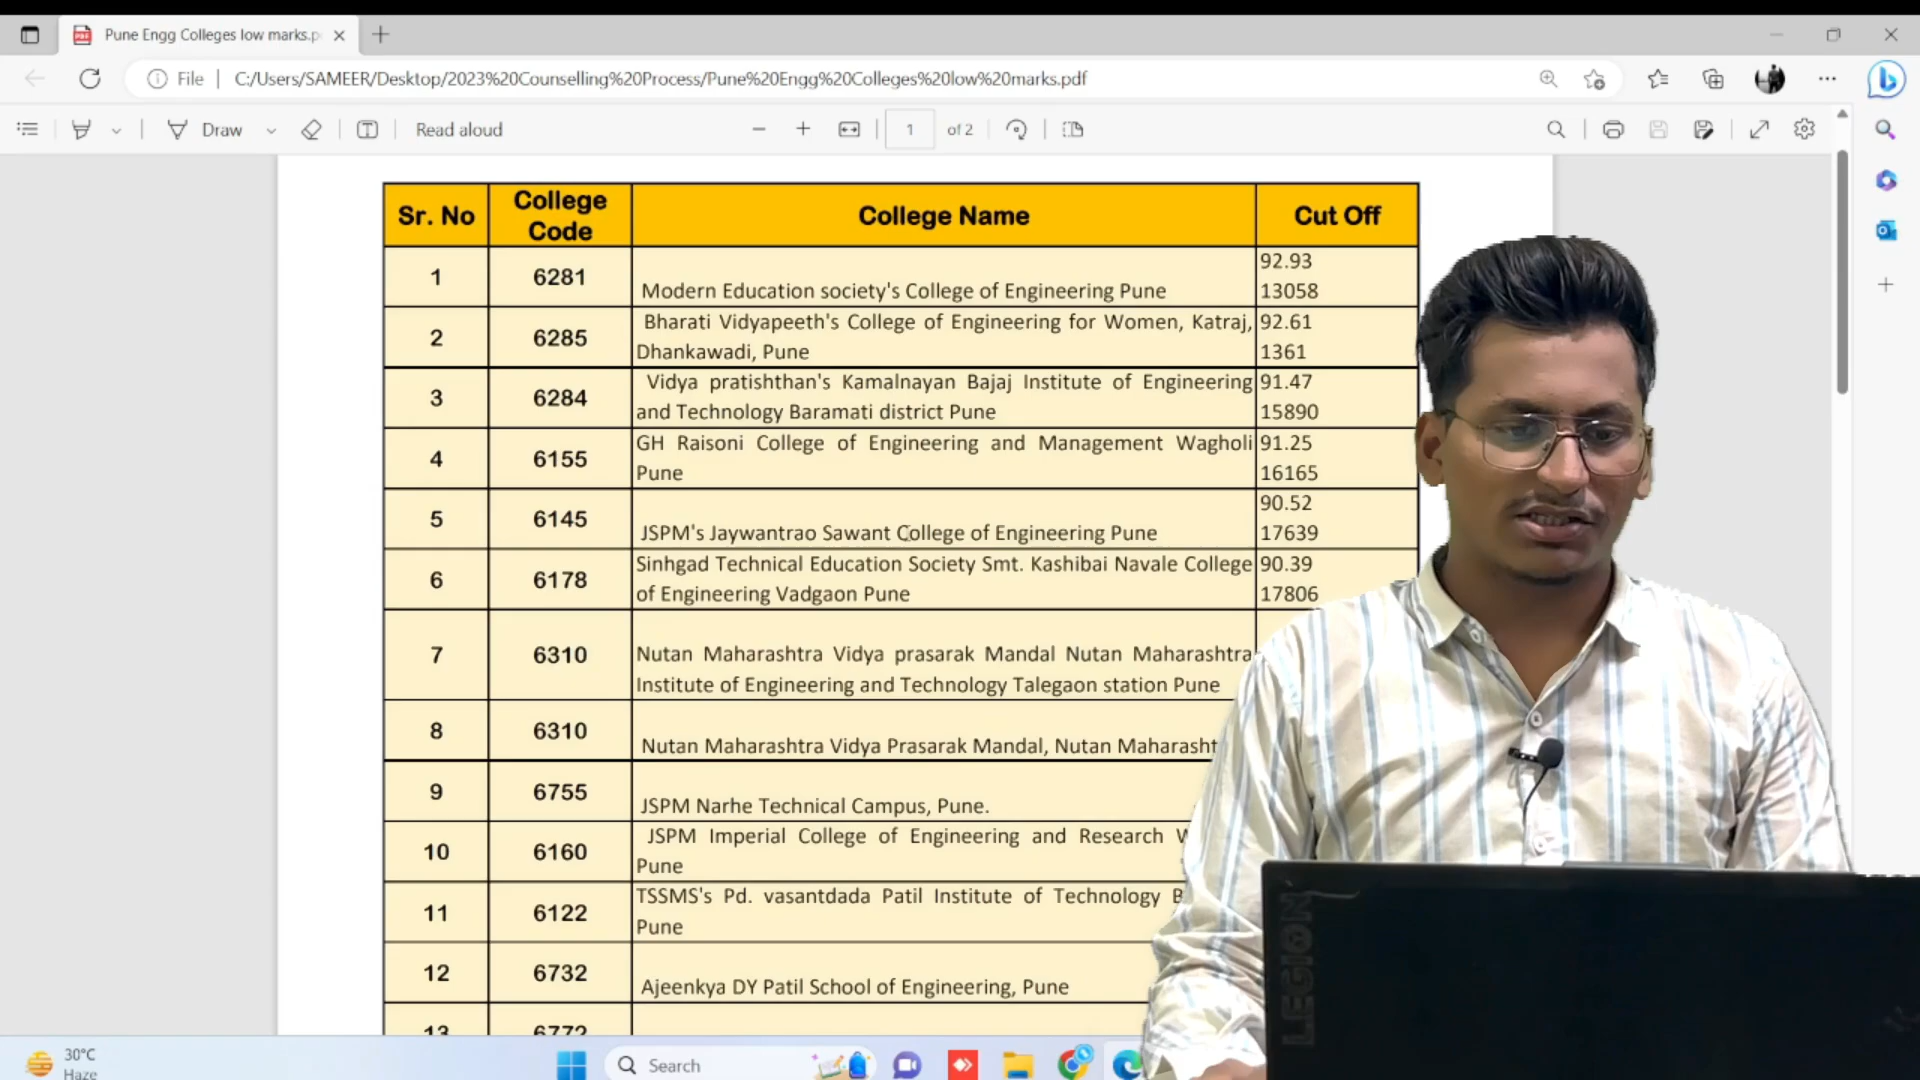 Pune Engg Colleges low marks.p
File
C:/Users/SAMEER/Desktop/2023%20Counselling%20Process/Pune%20Engg%20Colleges%20low%20marks.pdf
Draw
Read aloud
1 of 2
Sr. No College Code College Name Cut Off
1 6281 Modern Education society's College of Engineering Pune 92.93
13058
2 6285 Bharati Vidyapeeth's College of Engineering for Women, Katraj, 92.61
Dhankawadi, Pune 1361
3 6284 Vidya pratishthan's Kamalnayan Bajaj Institute of Engineering 91.47
and Technology Baramati district Pune 15890
4 6155 GH Raisoni College of Engineering and Management Wagholi 91.25
Pune 16165
5 6145 JSPM's Jaywantrao Sawant College of Engineering Pune 90.52
17639
6 6178 Sinhgad Technical Education Society Smt. Kashibai Navale College 90.39
of Engineering Vadgaon Pune 17806
7 6310 Nutan Maharashtra Vidya prasarak Mandal Nutan Maharashtra
Institute of Engineering and Technology Talegaon station Pune
8 6310 Nutan Maharashtra Vidya Prasarak Mandal, Nutan Maharasht
9 6755 JSPM Narhe Technical Campus, Pune.
10 6160 JSPM Imperial College of Engineering and Research W
Pune
11 6122 TSSMS's Pd. vasantdada Patil Institute of Technology B
Pune
12 6732 Ajeenkya DY Patil School of Engineering, Pune
13 6772
LEGION
30°C
Haze
Search